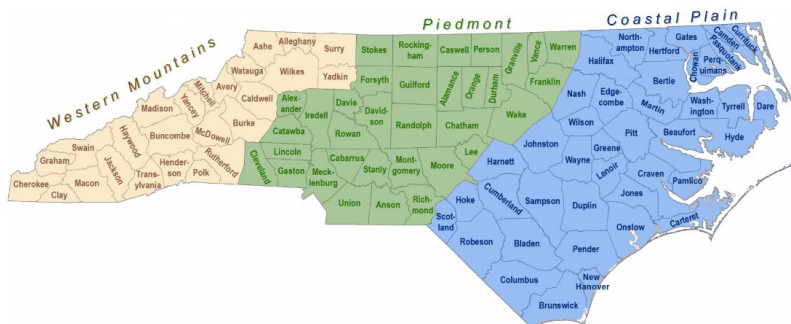 Western Mountains
Piedmont
Coastal Plain
Ashe
Alleghany
Surry
Watauga
Wilkes
Yadkin
Mitchell
Avery
Caldwell
Madison
Yancey
Burke
Buncombe
McDowell
Haywood
Swain
Graham
Jackson
Hender-
son
Rutherford
Polk
Trans-
ylvania
Macon
Cherokee
Clay
Stokes
Rocking-
ham
Caswell
Person
Granville
Vance
Warren
Forsyth
Guilford
Alamance
Orange
Durham
Franklin
Alex-
ander
Iredell
Davie
David-
son
Randolph
Chatham
Wake
Catawba
Rowan
Lincoln
Cleveland
Gaston
Meck-
lenburg
Cabarrus
Stanly
Mont-
gomery
Moore
Lee
Union
Anson
Rich-
mond
North-
ampton
Gates
Hertford
Halifax
Currituck
Camden
Pasquotank
Per-
quimans
Chowan
Bertie
Nash
Edge-
combe
Martin
Wash-
ington
Tyrrell
Dare
Wilson
Pitt
Beaufort
Hyde
Johnston
Greene
Wayne
Lenoir
Craven
Pamlico
Harnett
Jones
Carteret
Hoke
Cumberland
Sampson
Duplin
Onslow
Scot-
land
Robeson
Bladen
Pender
Columbus
New
Hanover
Brunswick